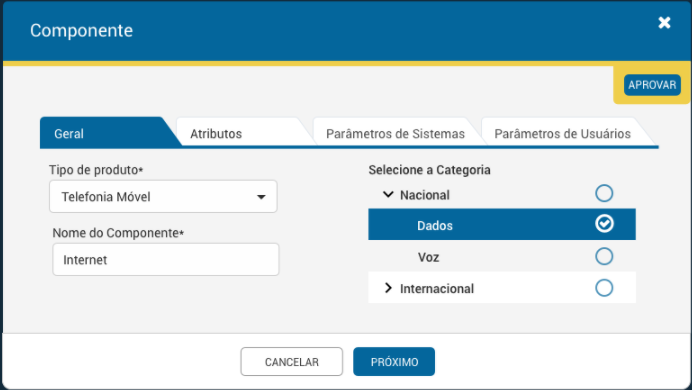 Componente
APROVAR
Geral
Atributos
Parâmetros de Sistemas
Parâmetros de Usuários
Tipo de produto*
Telefonia Móvel
Nome do Componente*
Internet
Selecione a Categoria
Nacional
Dados
Voz
Internacional
CANCELAR
PRÓXIMO